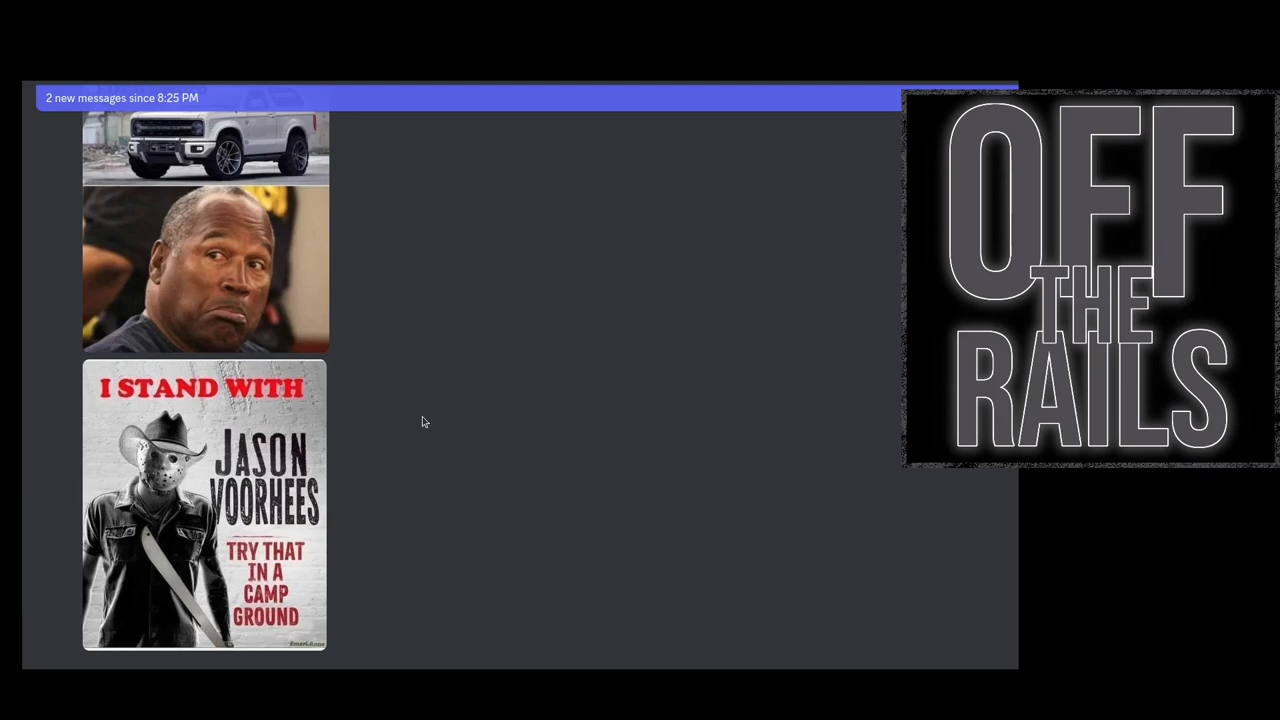 2 new messages since 8:25 PM
OFF
THE
RAILS
I STAND WITH
JASON
VOORHEES
TRY THAT
IN A
CAMP
GROUND